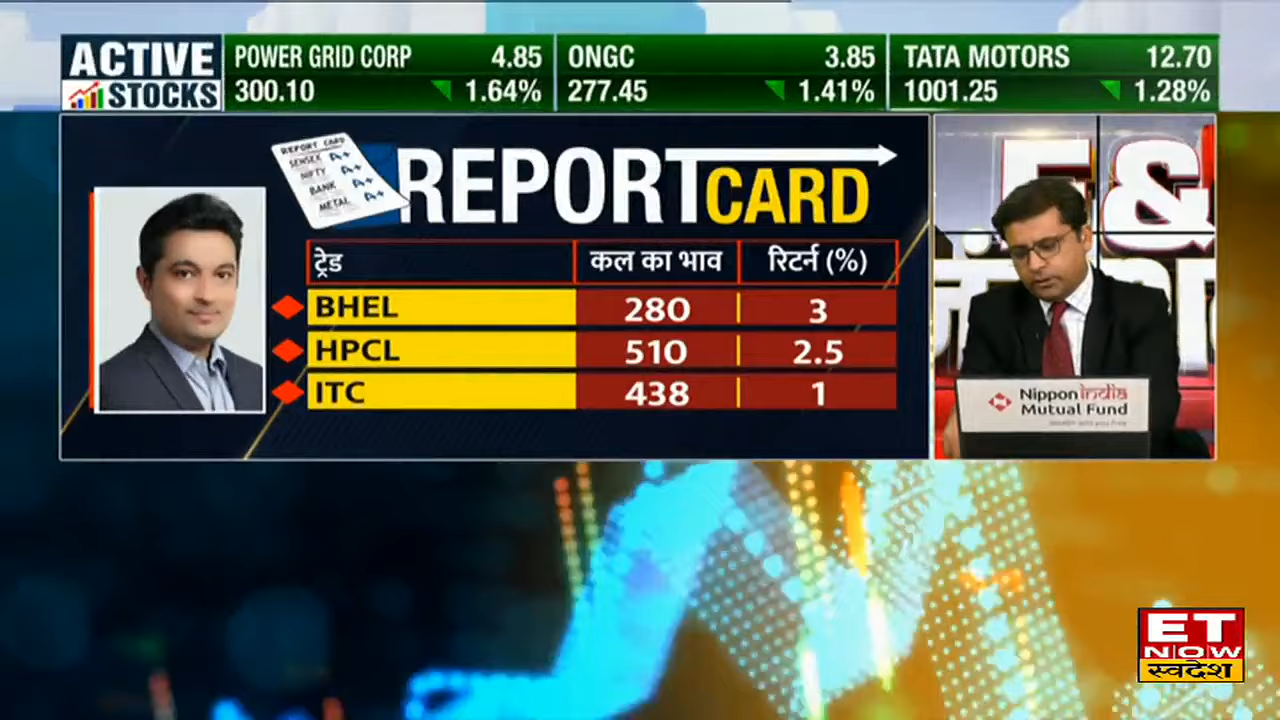 ACTIVE STOCKS
POWER GRID CORP 4.85
300.10 1.64%
ONGC 3.85
277.45 1.41%
TATA MOTORS 12.70
1001.25 1.28%
REPORT CARD
SENSEX A+
NIFTY A+
BANK A+
METAL A+
REPORT CARD
ट्रेड कल का भाव रिटर्न (%)
BHEL 280 3
HPCL 510 2.5
ITC 438 1
F&
Nippon india
Mutual Fund
ET
NOW
स्वदेश